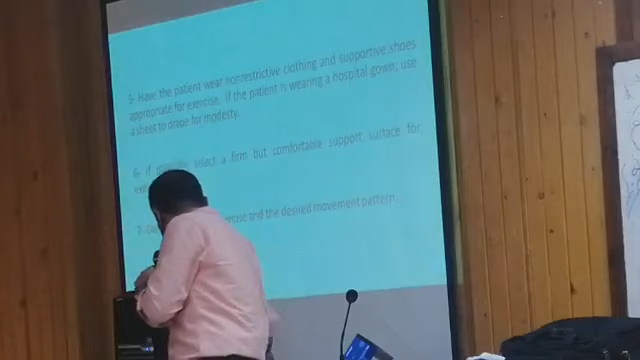 5- Have the patient wear nonrestrictive clothing and supportive shoes
appropriate for exercise. If the patient is wearing a hospital gown, use
a sheet to drape for modesty.
6- If possible, select a firm but comfortable support surface for
7- and the desired movement pattern.